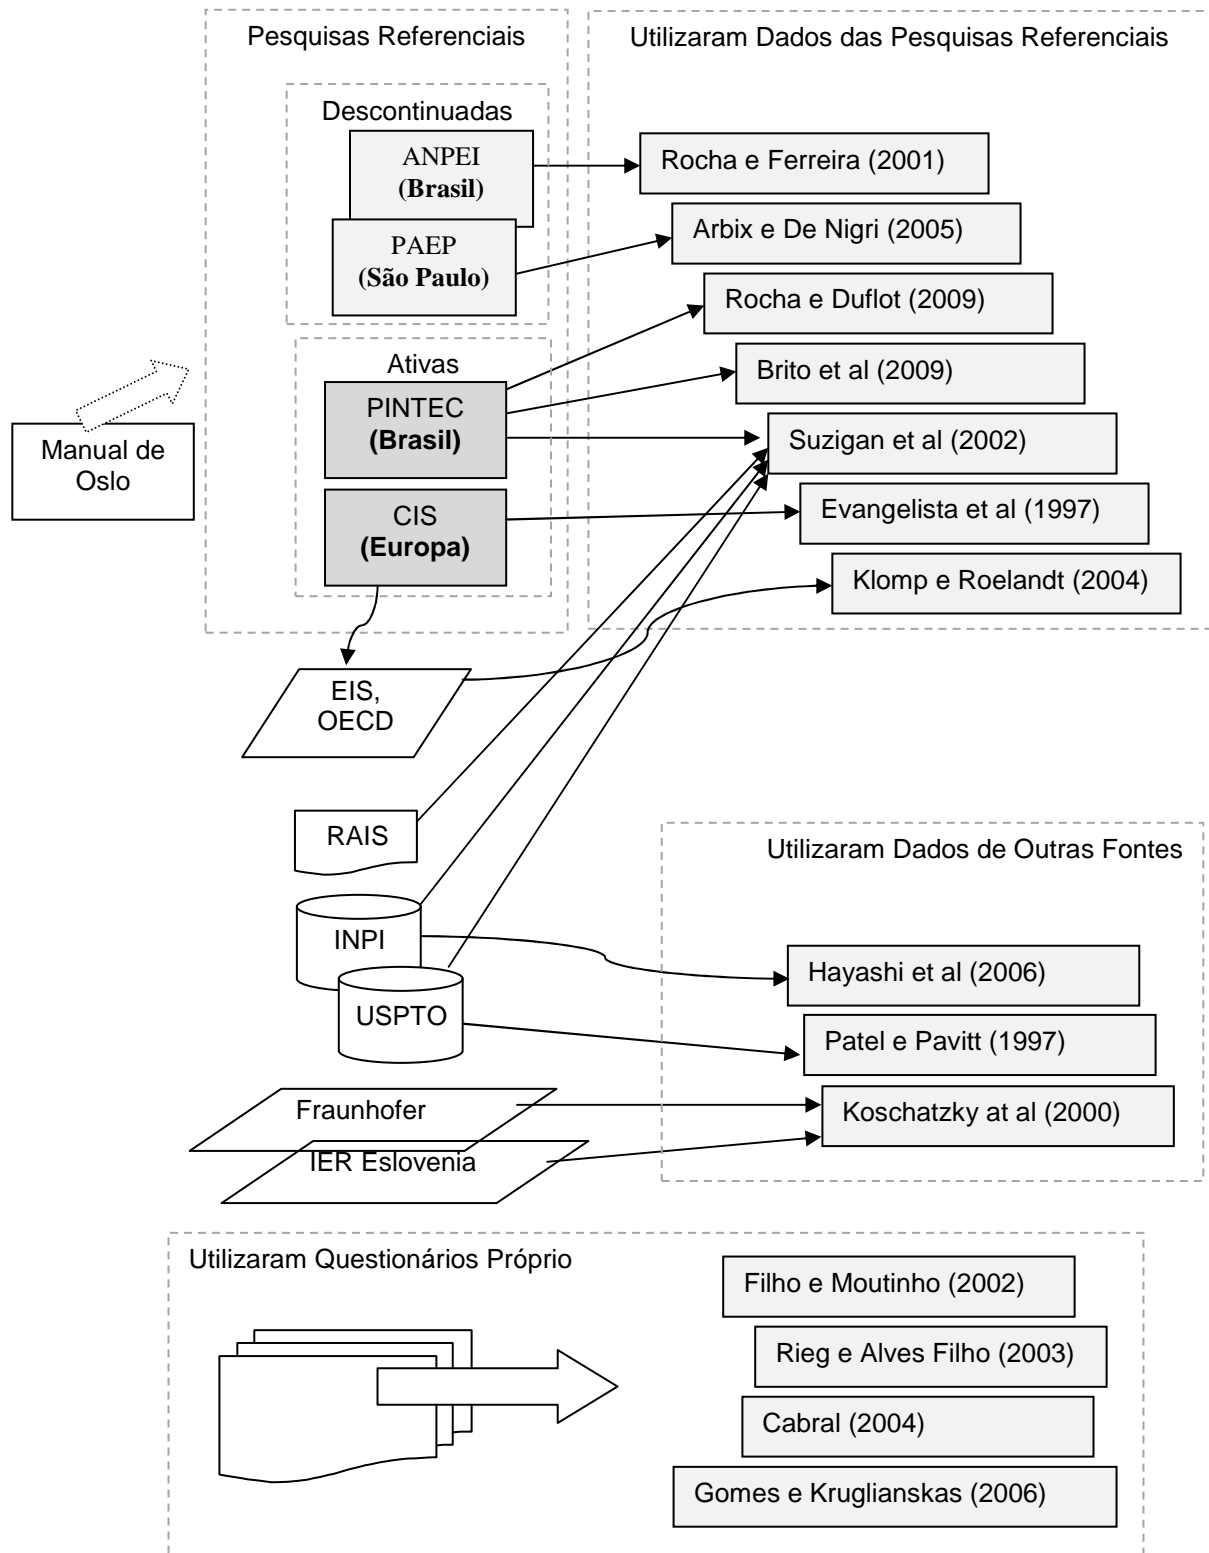 Pesquisas Referenciais
Utilizaram Dados das Pesquisas Referenciais
Descontinuadas
ANPEI
(Brasil)
PAEP
(São Paulo)
Rocha e Ferreira (2001)
Arbix e De Nigri (2005)
Rocha e Duflot (2009)
Brito et al (2009)
Suzigan et al (2002)
Evangelista et al (1997)
Klomp e Roelandt (2004)
Ativas
PINTEC
(Brasil)
CIS
(Europa)
Manual de
Oslo
EIS,
OECD
RAIS
INPI
USPTO
Fraunhofer
IER Eslovenia
Utilizaram Dados de Outras Fontes
Hayashi et al (2006)
Patel e Pavitt (1997)
Koschatzky at al (2000)
Utilizaram Questionários Próprio
Filho e Moutinho (2002)
Rieg e Alves Filho (2003)
Cabral (2004)
Gomes e Kruglianskas (2006)